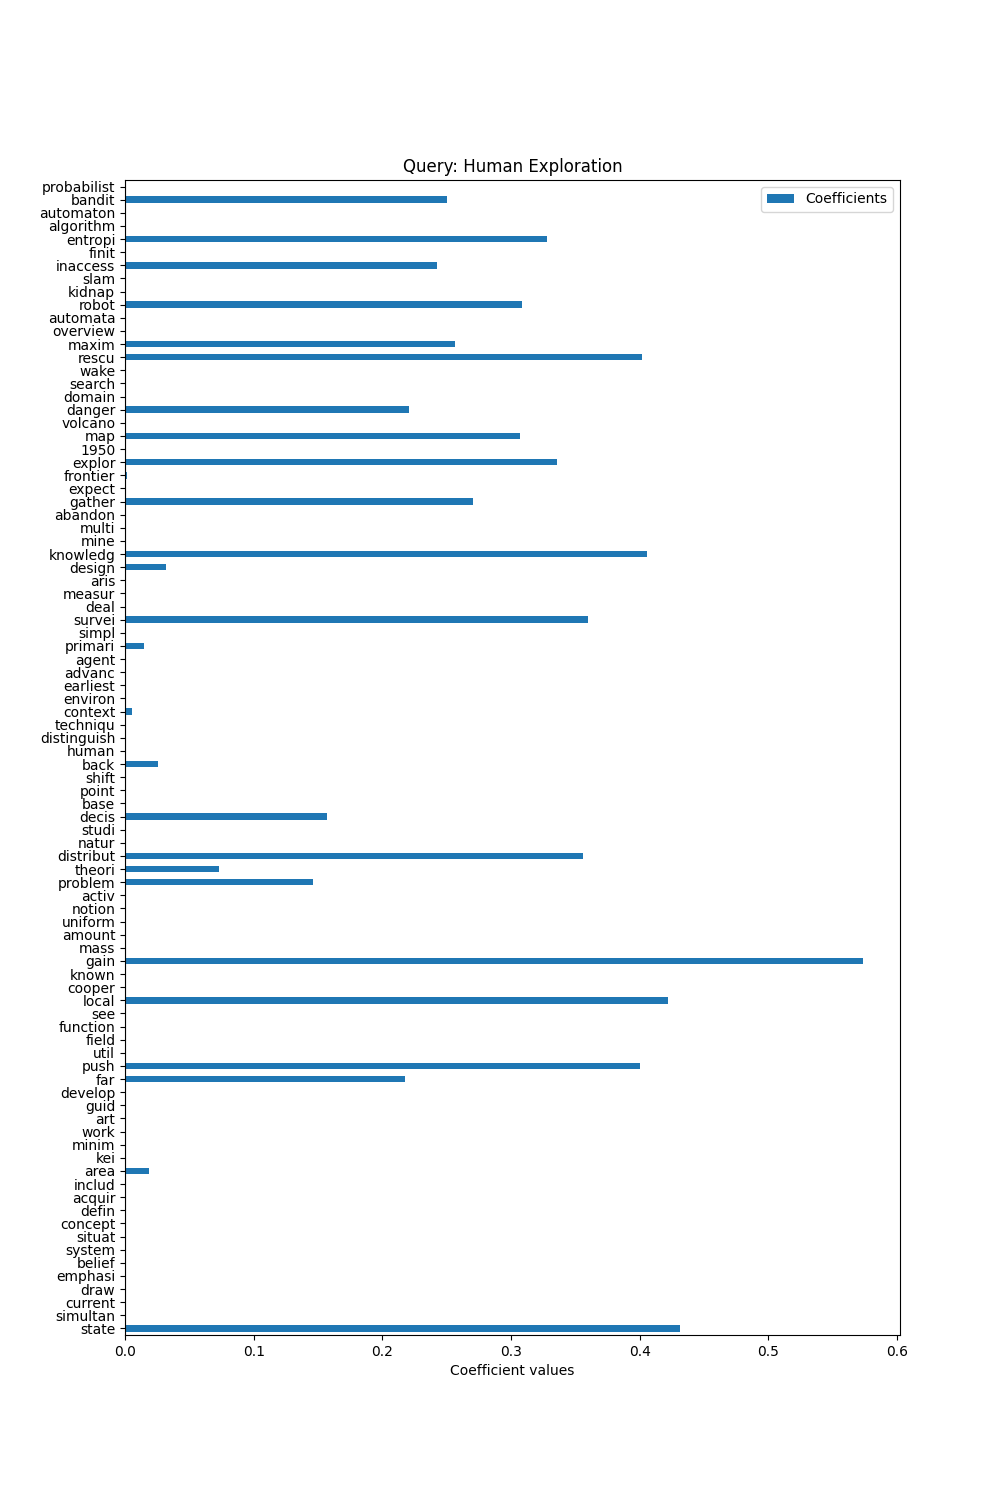 Query: Human Exploration
Coefficients
probabilist
bandit
automaton
algorithm
entropi
finit
inaccess
slam
kidnap
robot
automata
overview
maxim
rescu
wake
search
domain
danger
volcano
map
1950
explor
frontier
expect
gather
abandon
multi
mine
knowledg
design
aris
measur
deal
survei
simpl
primari
agent
advanc
earliest
environ
context
techniqu
distinguish
human
back
shift
point
base
decis
studi
natur
distribut
theori
problem
activ
notion
uniform
amount
mass
gain
known
cooper
local
see
function
field
util
push
far
develop
guid
art
work
minim
kei
area
includ
acquir
defin
concept
situat
system
belief
emphasi
draw
current
simultan
state
0.0 0.1 0.2 0.3 0.4 0.5 0.6
Coefficient values